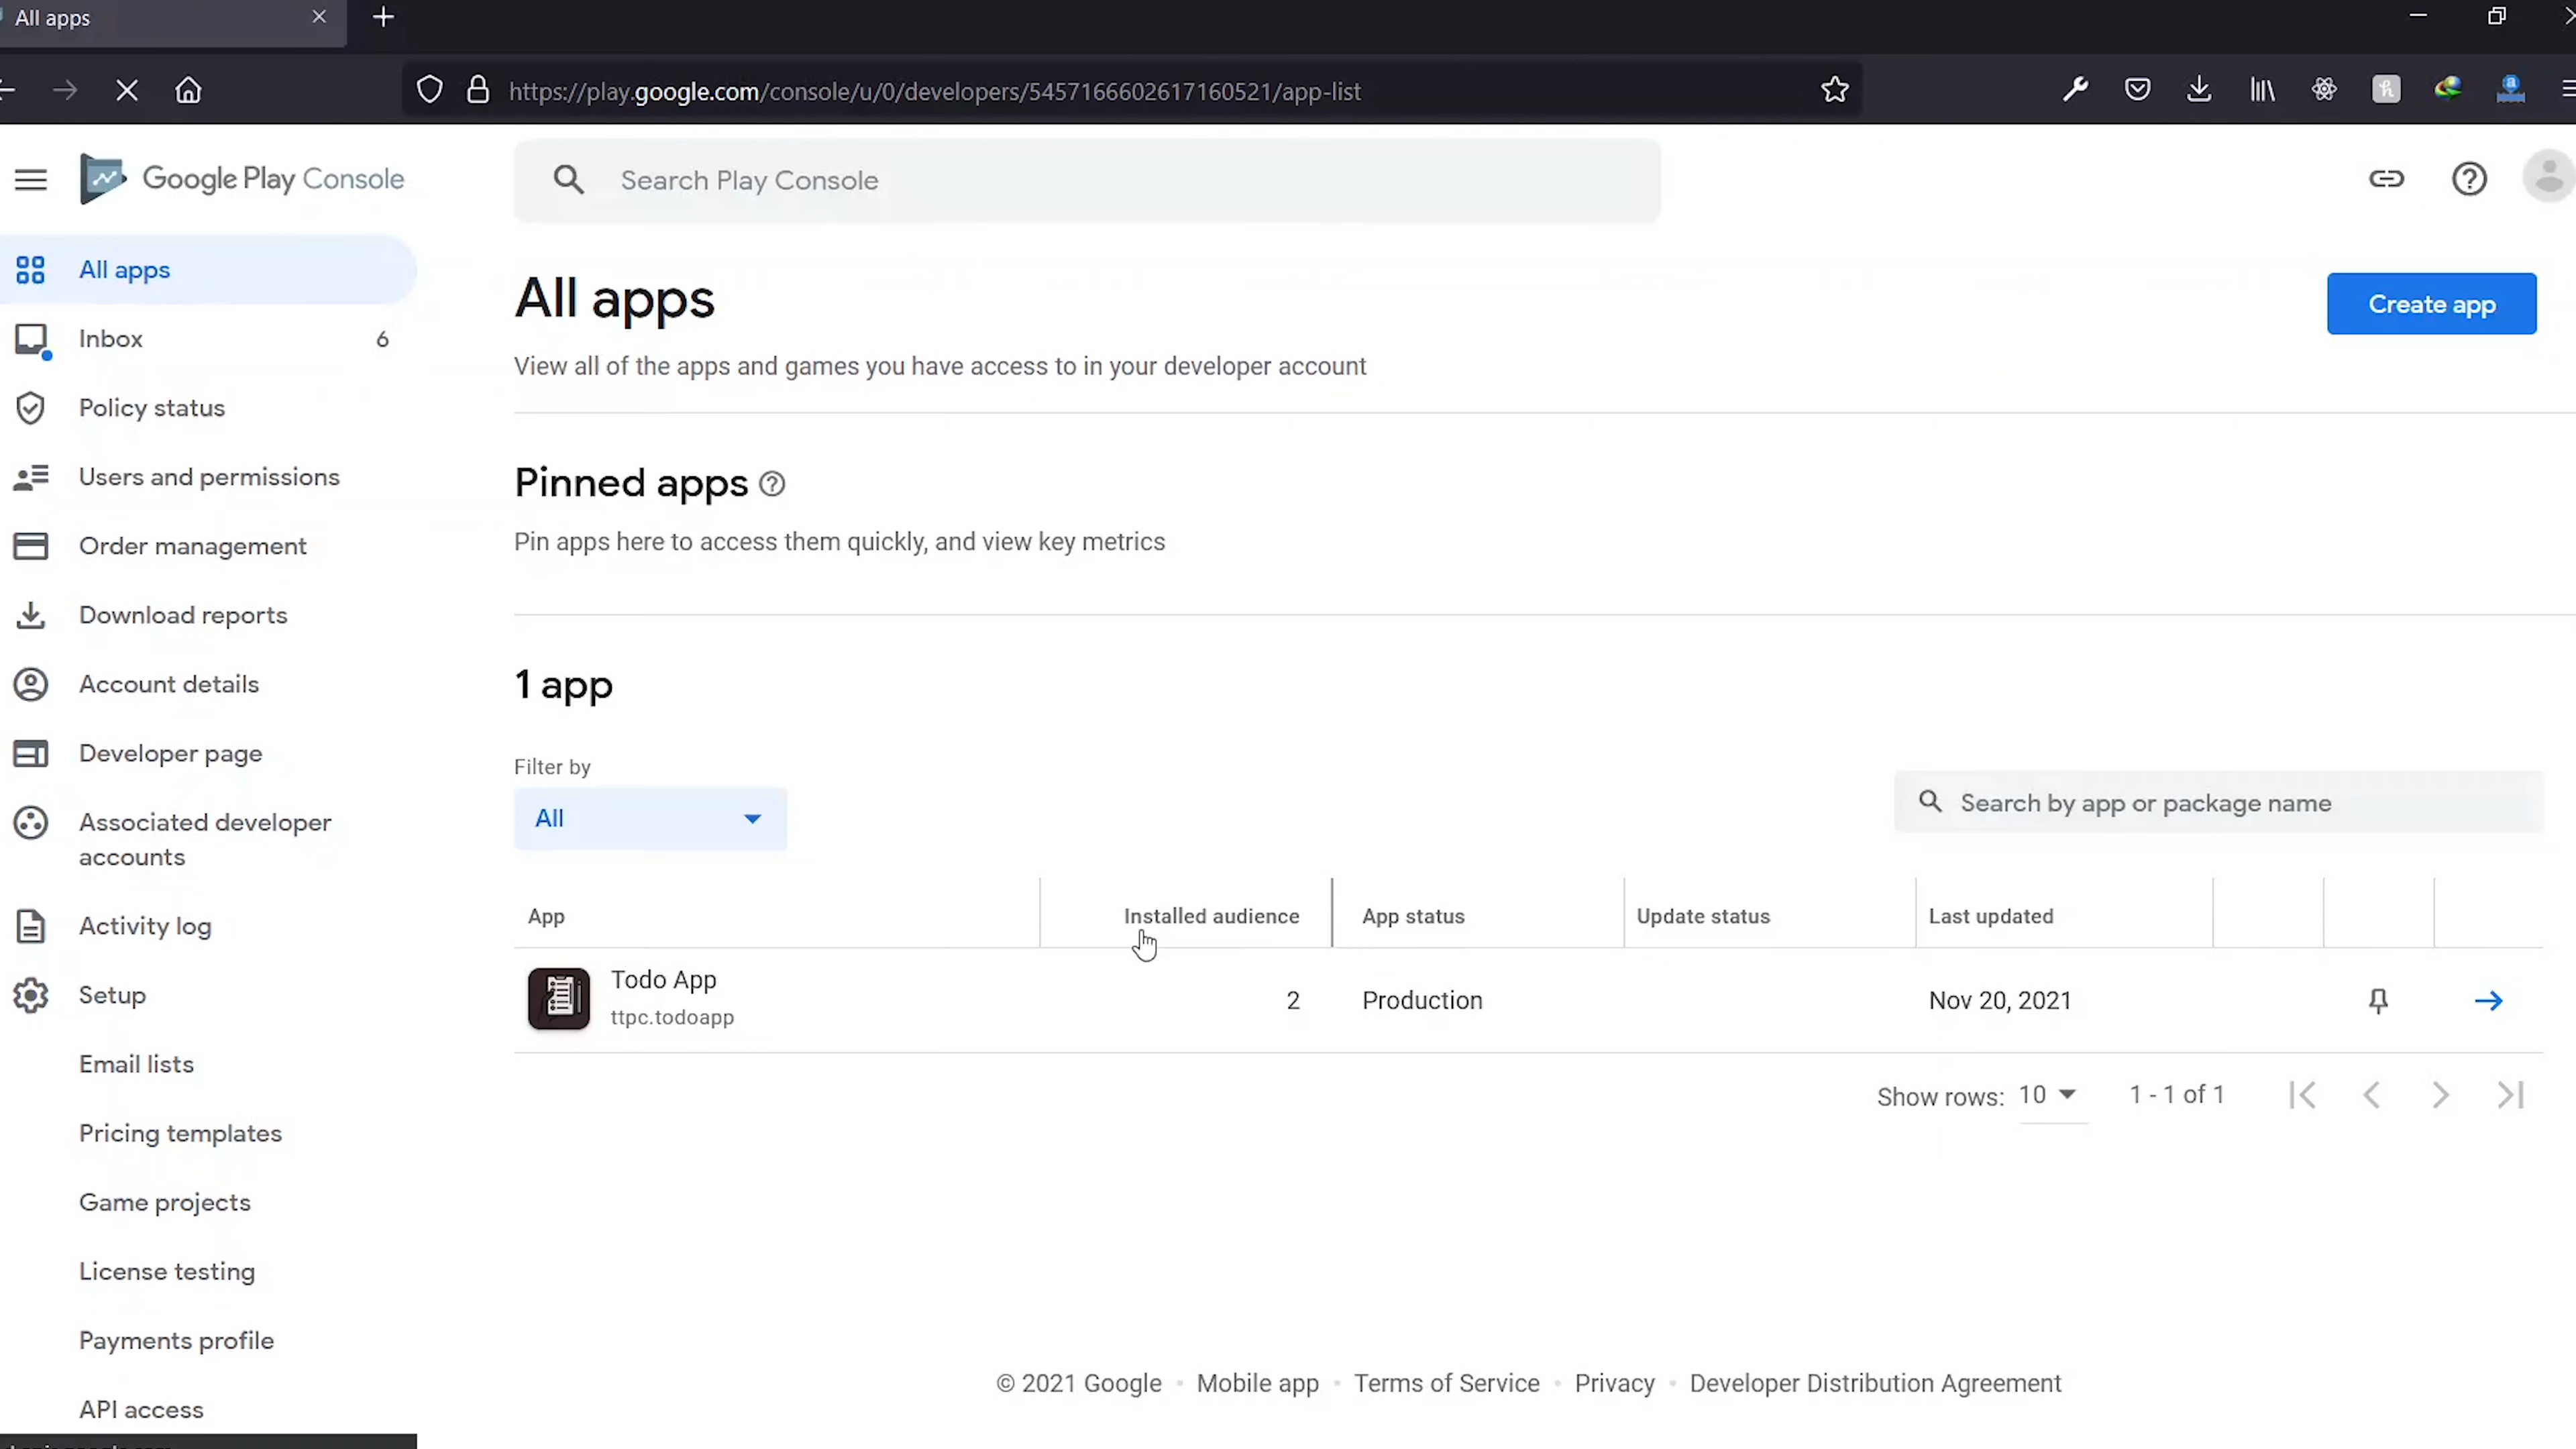 All apps
https://play.google.com/console/u/0/developers/5457166602617160521/app-list
Google Play Console
Search Play Console
All apps
Inbox 6
Policy status
Users and permissions
Order management
Download reports
Account details
Developer page
Associated developer
accounts
Activity log
Setup
Email lists
Pricing templates
Game projects
License testing
Payments profile
API access
All apps
Create app
View all of the apps and games you have access to in your developer account
Pinned apps
Pin apps here to access them quickly, and view key metrics
1 app
Filter by
All
Search by app or package name
App Installed audience App status Update status Last updated
Todo App
ttpc.todoapp
2 Production Nov 20, 2021
Show rows: 10 1 - 1 of 1
© 2021 Google • Mobile app • Terms of Service • Privacy • Developer Distribution Agreement